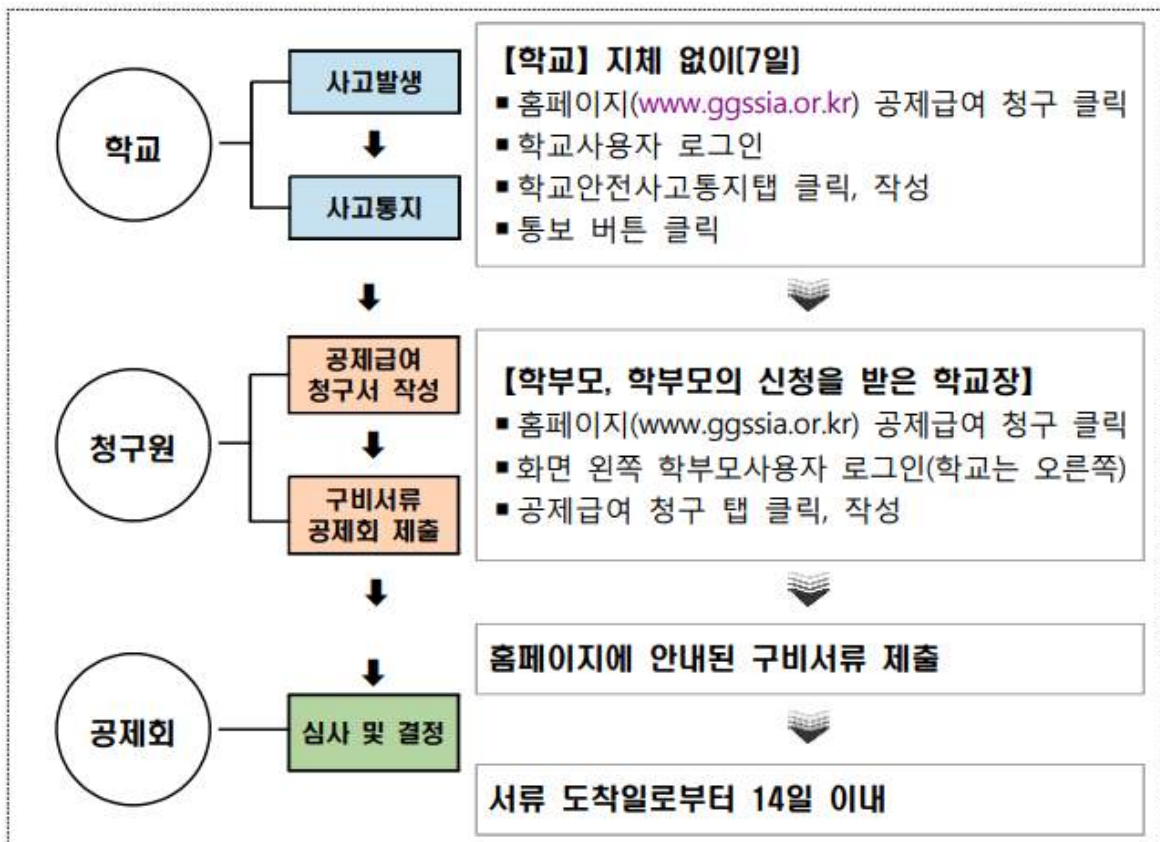 학교
사고발생
사고통지
【학교】 지체 없이(7일)
▪홈페이지(www.ggssia.or.kr) 공제급여 청구 클릭
▪학교사용자 로그인
▪학교안전사고통지탭 클릭, 작성
▪통보 버튼 클릭
청구원
공제급여
청구서 작성
구비서류
공제회 제출
【학부모, 학부모의 신청을 받은 학교장】
▪홈페이지(www.ggssia.or.kr) 공제급여 청구 클릭
▪화면 왼쪽 학부모사용자 로그인(학교는 오른쪽)
▪공제급여 청구 탭 클릭, 작성
홈페이지에 안내된 구비서류 제출
공제회
심사 및 결정
서류 도착일로부터 14일 이내